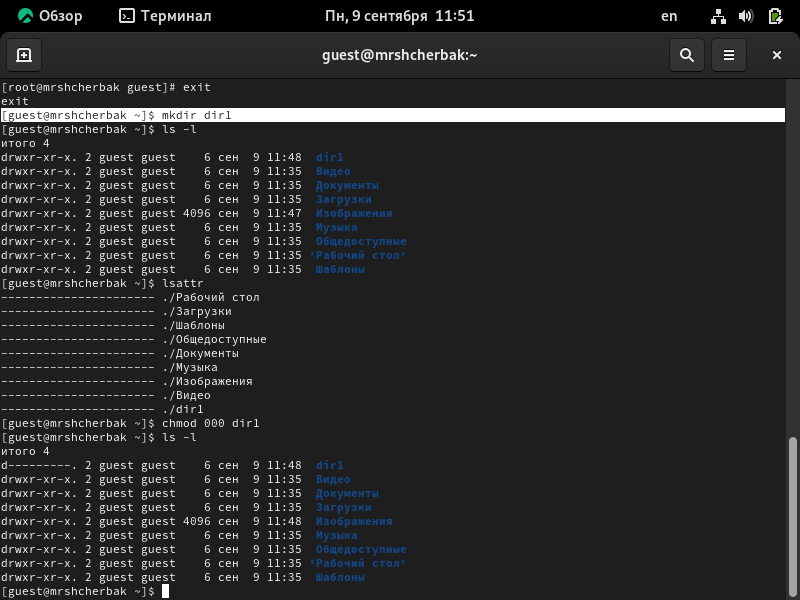 Обзор Терминал Пн, 9 сентября 11:51 en
guest@mrshcherbak:~
[root@mrshcherbak guest]# exit
exit
[guest@mrshcherbak ~]$ mkdir dir1
[guest@mrshcherbak ~]$ ls -l
итого 4
drwxr-xr-x. 2 guest guest    6 сен  9 11:48  dir1
drwxr-xr-x. 2 guest guest    6 сен  9 11:35  Видео
drwxr-xr-x. 2 guest guest    6 сен  9 11:35  Документы
drwxr-xr-x. 2 guest guest    6 сен  9 11:35  Загрузки
drwxr-xr-x. 2 guest guest 4096 сен  9 11:47  Изображения
drwxr-xr-x. 2 guest guest    6 сен  9 11:35  Музыка
drwxr-xr-x. 2 guest guest    6 сен  9 11:35  Общедоступные
drwxr-xr-x. 2 guest guest    6 сен  9 11:35 'Рабочий стол'
drwxr-xr-x. 2 guest guest    6 сен  9 11:35  Шаблоны
[guest@mrshcherbak ~]$ lsattr
---------------------- ./Рабочий стол
---------------------- ./Загрузки
---------------------- ./Шаблоны
---------------------- ./Общедоступные
---------------------- ./Документы
---------------------- ./Музыка
---------------------- ./Изображения
---------------------- ./Видео
---------------------- ./dir1
[guest@mrshcherbak ~]$ chmod 000 dir1
[guest@mrshcherbak ~]$ ls -l
итого 4
d---------. 2 guest guest    6 сен  9 11:48  dir1
drwxr-xr-x. 2 guest guest    6 сен  9 11:35  Видео
drwxr-xr-x. 2 guest guest    6 сен  9 11:35  Документы
drwxr-xr-x. 2 guest guest    6 сен  9 11:35  Загрузки
drwxr-xr-x. 2 guest guest 4096 сен  9 11:48  Изображения
drwxr-xr-x. 2 guest guest    6 сен  9 11:35  Музыка
drwxr-xr-x. 2 guest guest    6 сен  9 11:35  Общедоступные
drwxr-xr-x. 2 guest guest    6 сен  9 11:35 'Рабочий стол'
drwxr-xr-x. 2 guest guest    6 сен  9 11:35  Шаблоны
[guest@mrshcherbak ~]$